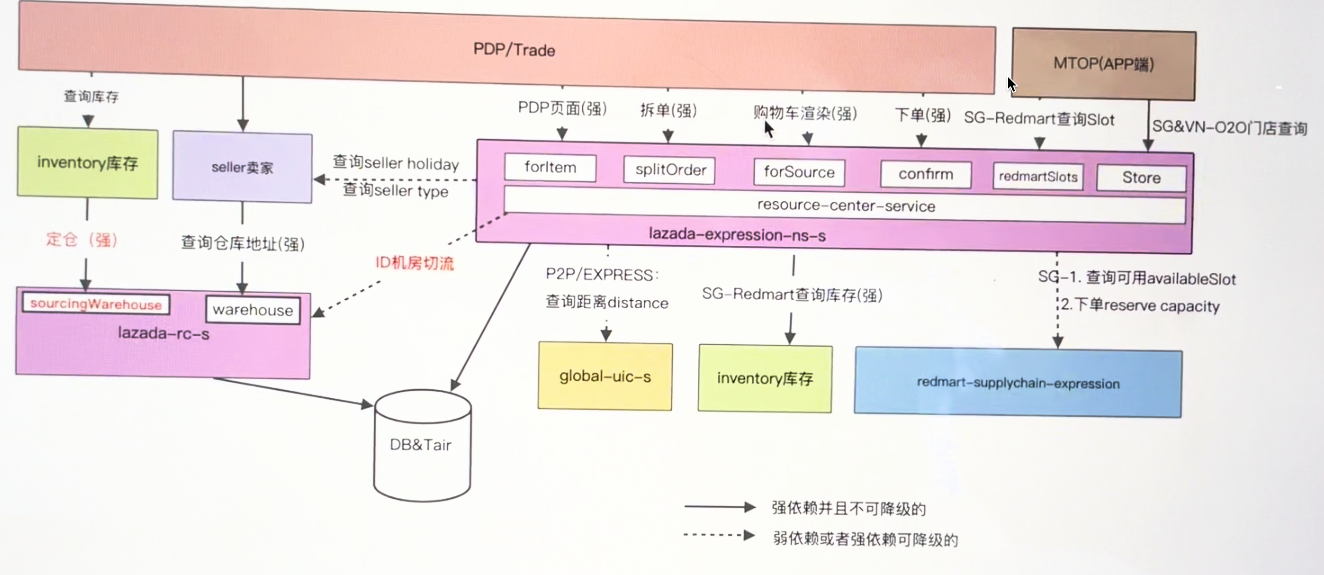 PDP/Trade
MTOP(APP端)
查询库存
PDP页面(强)
拆单(强)
购物车渲染(强)
下单(强)
SG-Redmart查询Slot
SG&VN-O2O门店查询
inventory库存
seller卖家
查询seller holiday
查询seller type
forItem
splitOrder
forSource
confirm
redmartSlots
Store
resource-center-service
lazada-expression-ns-s
定仓（强）
查询仓库地址(强)
ID机房切流
sourcingWarehouse
warehouse
lazada-rc-s
P2P/EXPRESS:
查询距离distance
SG-Redmart查询库存(强)
SG-1. 查询可用availableSlot
2.下单reserve capacity
global-uic-s
inventory库存
redmart-supplychain-expression
DB&Tair
强依赖并且不可降级的
弱依赖或者强依赖可降级的